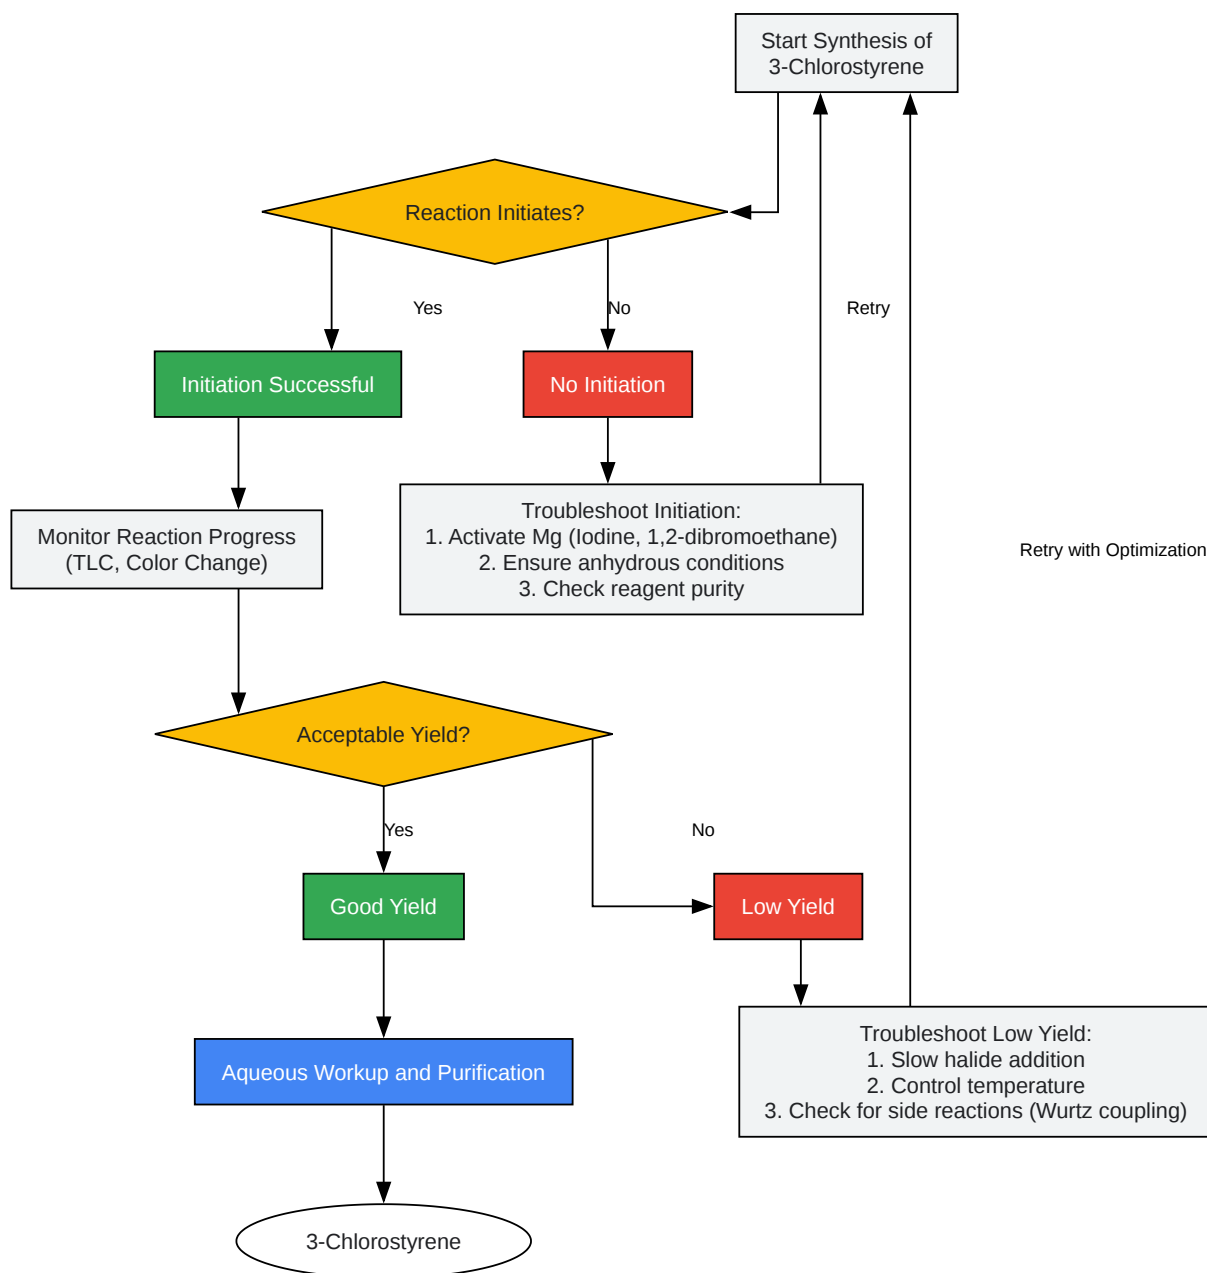 Start Synthesis of
3-Chlorostyrene
Reaction Initiates?
Yes
No
Retry
Initiation Successful
No Initiation
Troubleshoot Initiation:
1. Activate Mg (Iodine, 1,2-dibromoethane)
2. Ensure anhydrous conditions
3. Check reagent purity
Monitor Reaction Progress
(TLC, Color Change)
Retry with Optimization
Acceptable Yield?
Yes
No
Good Yield
Low Yield
Troubleshoot Low Yield:
1. Slow halide addition
2. Control temperature
3. Check for side reactions (Wurtz coupling)
Aqueous Workup and Purification
3-Chlorostyrene